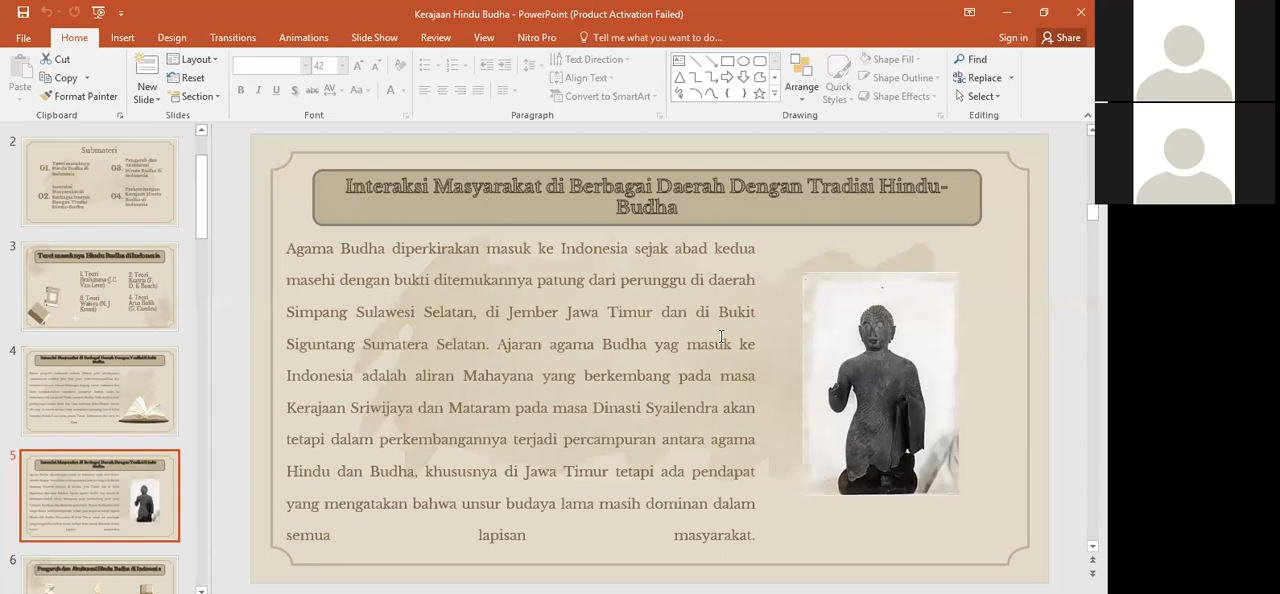 Kerajaan Hindu Budha - PowerPoint (Product Activation Failed)
File Home Insert Design Transitions Animations Slide Show Review View Nitro Pro Tell me what you want to do... Sign in Share
Cut
Copy
Format Painter
Paste
Clipboard
New Slide
Layout
Reset
Section
Slides
42
B I U S abc AV Aa A
Font
Text Direction
Align Text
Convert to SmartArt
Paragraph
Arrange
Quick Styles
Shape Fill
Shape Outline
Shape Effects
Drawing
Find
Replace
Select
Editing
2
Submateri
01.
02.
03.
04.
3
Teori masuknya Hindu Budha di Indonesia
4
5
6
Interaksi Masyarakat di Berbagai Daerah Dengan Tradisi Hindu-
Budha
Agama Budha diperkirakan masuk ke Indonesia sejak abad kedua
masehi dengan bukti ditemukannya patung dari perunggu di daerah
Simpang Sulawesi Selatan, di Jember Jawa Timur dan di Bukit
Siguntang Sumatera Selatan. Ajaran agama Budha yag masuk ke
Indonesia adalah aliran Mahayana yang berkembang pada masa
Kerajaan Sriwijaya dan Mataram pada masa Dinasti Syailendra akan
tetapi dalam perkembangannya terjadi percampuran antara agama
Hindu dan Budha, khususnya di Jawa Timur tetapi ada pendapat
yang mengatakan bahwa unsur budaya lama masih dominan dalam
semua lapisan masyarakat.